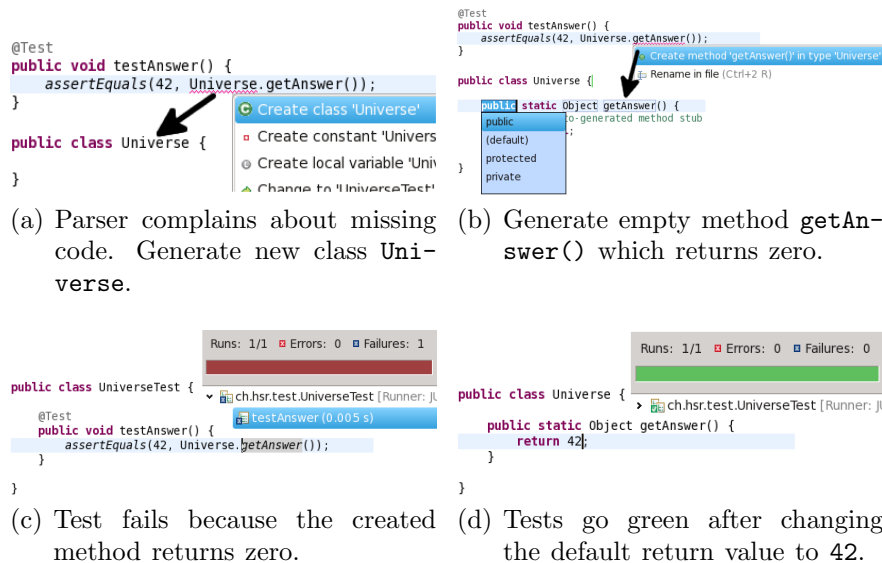 @Test
public void testAnswer() {
assertEquals(42, Universe.getAnswer());
}
Create class 'Universe'
Create constant 'Univers
public class Universe {
Create local variable 'Uni
}
Change to 'UniverseTest'
(a) Parser complains about missing
code. Generate new class Uni-
verse.
@Test
public void testAnswer() {
assertEquals(42, Universe.getAnswer());
}
Create method 'getAnswer()' in type 'Universe'
Rename in file (Ctrl+2 R)
public class Universe {
public static Object getAnswer() {
public
o-generated method stub
(default)
protected
}
private
(b) Generate empty method getAn-
swer() which returns zero.
Runs: 1/1 Errors: 0 Failures: 1
ch.hsr.test.UniverseTest [Runner: JU
testAnswer (0.005 s)
public class UniverseTest {
@Test
public void testAnswer() {
assertEquals(42, Universe.getAnswer());
}
}
(c) Test fails because the created
method returns zero.
Runs: 1/1 Errors: 0 Failures: 0
ch.hsr.test.UniverseTest [Runner: JU
public class Universe {
public static Object getAnswer() {
return 42;
}
}
(d) Tests go green after changing
the default return value to 42.